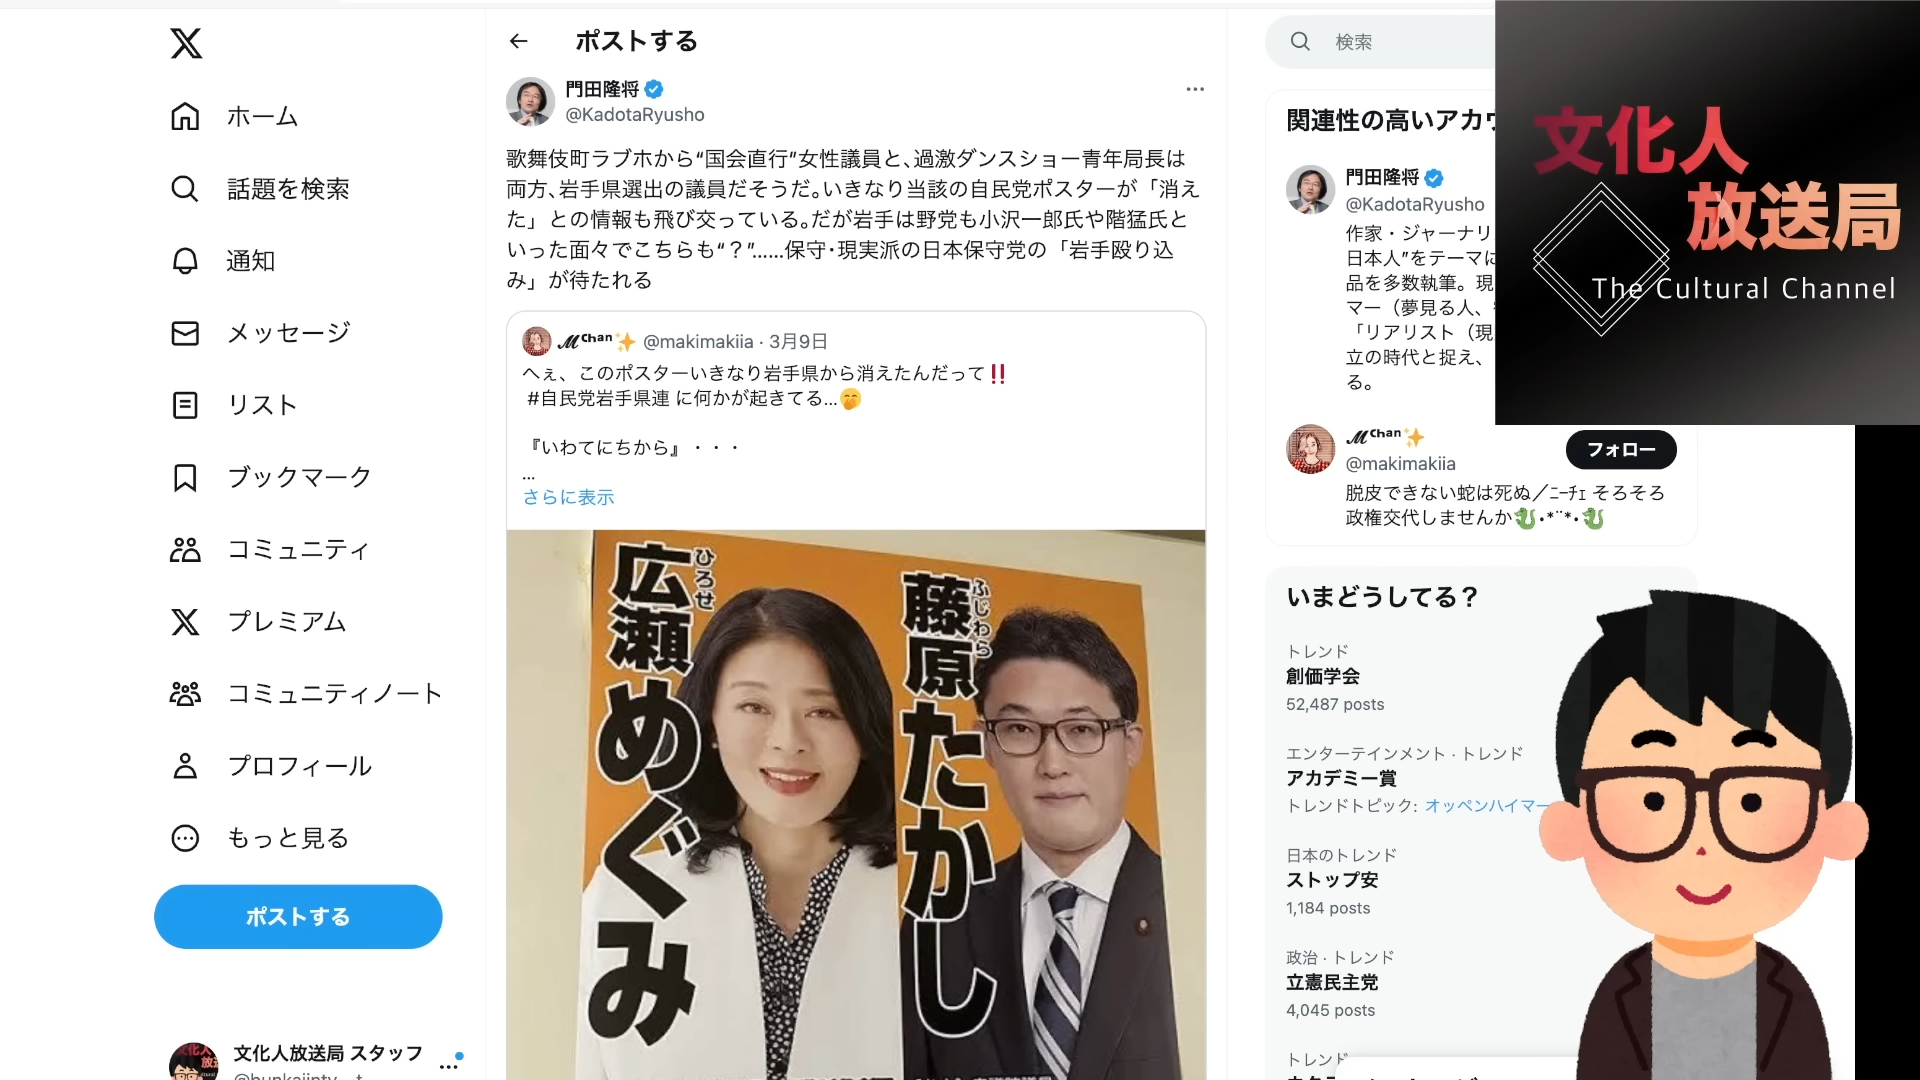 ホーム
話題を検索
通知
メッセージ
リスト
ブックマーク
コミュニティ
プレミアム
コミュニティノート
プロフィール
もっと見る
ポストする
文化人放送局 スタッフ
ポストする
門田隆将
@KadotaRyusho
歌舞伎町ラブホから“国会直行”女性議員と、過激ダンスショー青年局長は
両方、岩手県選出の議員だそうだ。いきなり当該の自民党ポスターが「消え
た」との情報も飛び交っている。だが岩手は野党も小沢一郎氏や階猛氏と
いった面々でこちらも“？”……保守･現実派の日本保守党の「岩手殴り込
み」が待たれる
ℳᶜʰᵃⁿ✨ @makimakiia · 3月9日
へぇ、このポスターいきなり岩手県から消えたんだって‼️
#自民党岩手県連 に何かが起きてる…🤭
『いわてにちから』・・・
...
さらに表示
広瀬めぐみ
ひろせ
藤原たかし
ふじわら
検索
関連性の高いアカウ
門田隆将
@KadotaRyusho
作家・ジャーナリ
日本人”をテーマに
品を多数執筆。現
マー（夢見る人、
「リアリスト（現
立の時代と捉え、
る。
ℳᶜʰᵃⁿ✨
@makimakiia
フォロー
脱皮できない蛇は死ぬ／ﾆｰﾁｪ そろそろ
政権交代しませんか🐉•*¨*•🐉
いまどうしてる？
トレンド
創価学会
52,487 posts
エンターテインメント · トレンド
アカデミー賞
トレンドトピック: オッペンハイマー
日本のトレンド
ストップ安
1,184 posts
政治 · トレンド
立憲民主党
4,045 posts
トレンド
文化人
放送局
The Cultural Channel